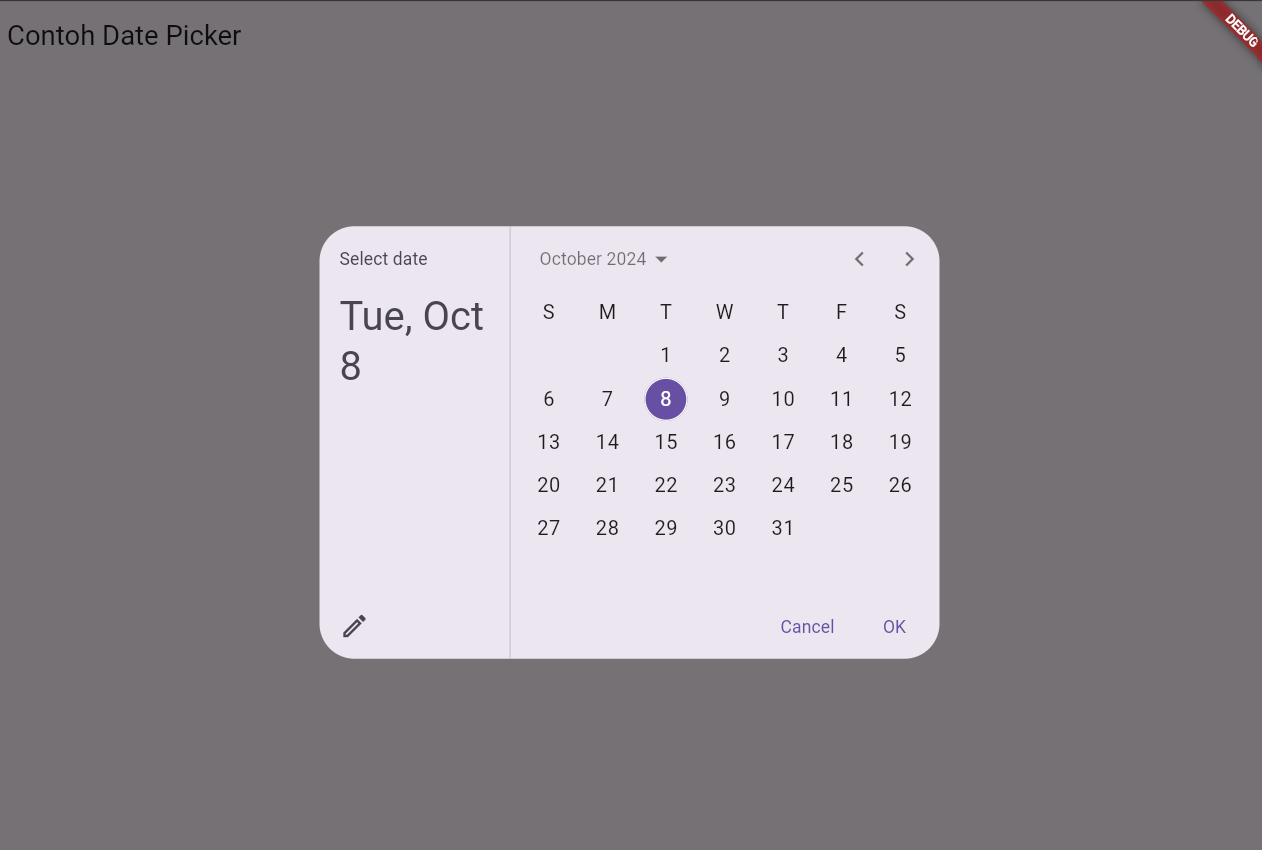 Contoh Date Picker
DEBUG
Select date
Tue, Oct
8
October 2024
S M T W T F S
1 2 3 4 5
6 7 8 9 10 11 12
13 14 15 16 17 18 19
20 21 22 23 24 25 26
27 28 29 30 31
Cancel OK